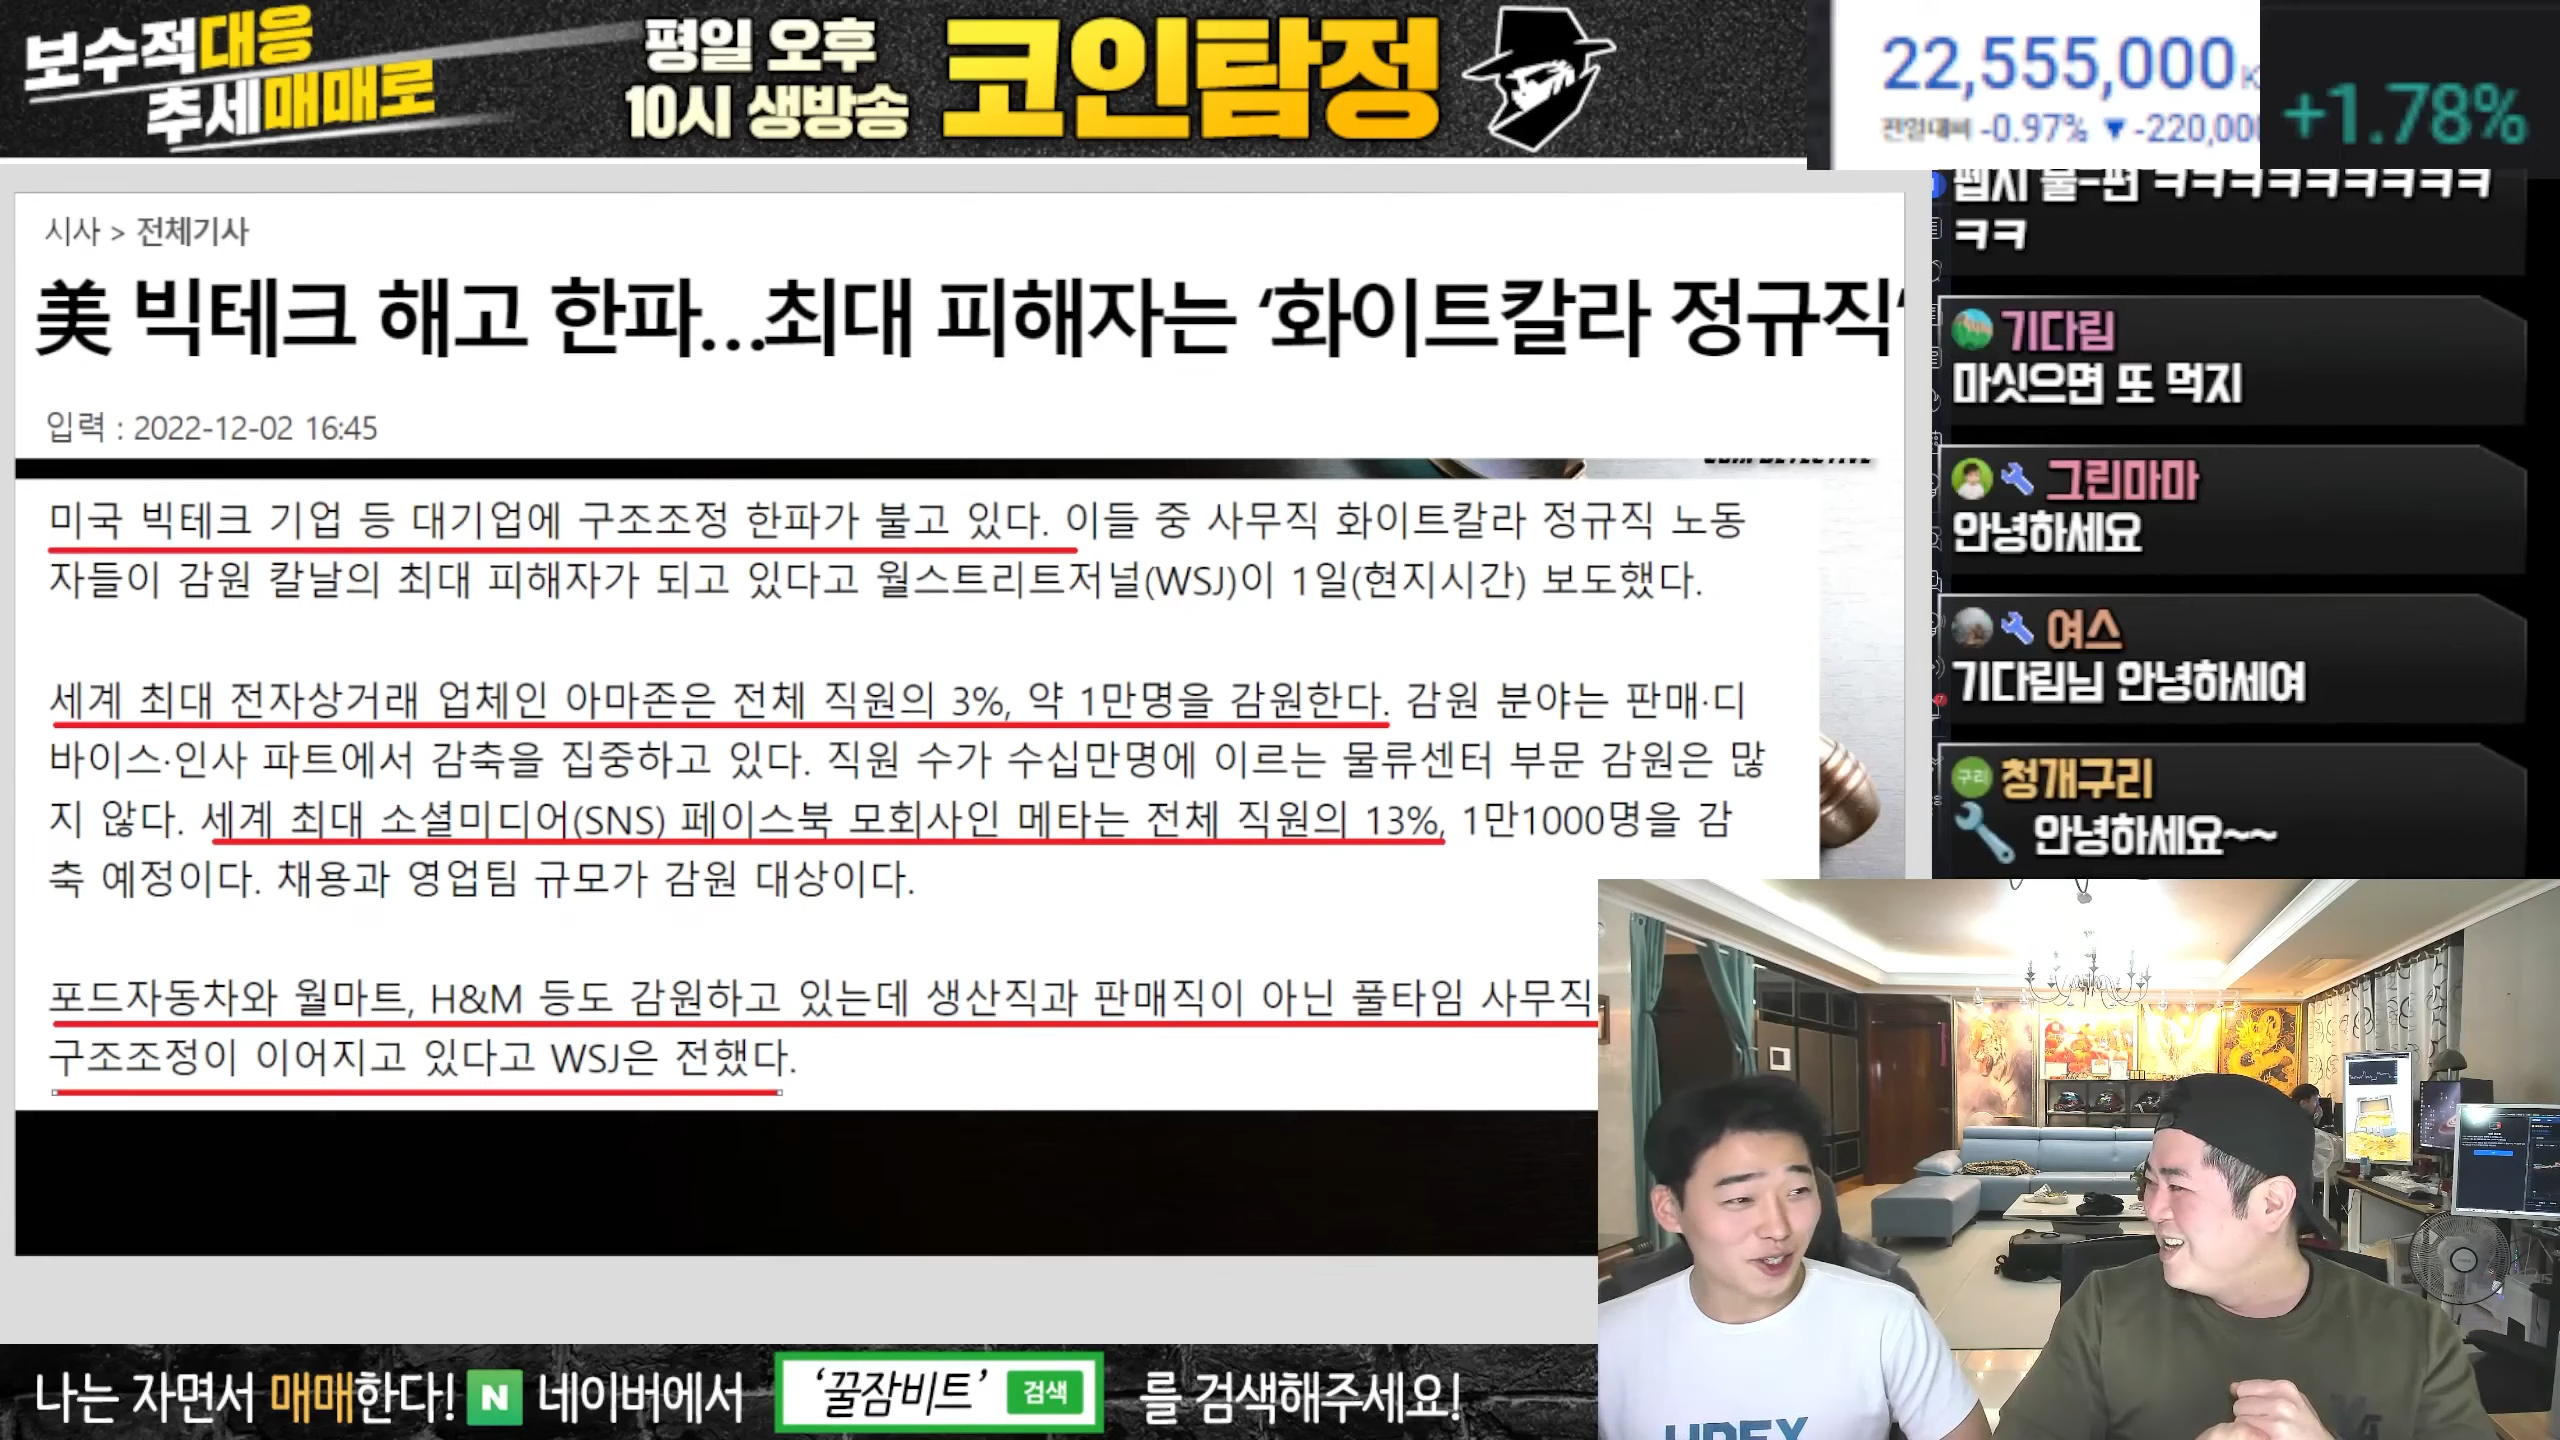 보수적대응
추세매매로
평일 오후
10시 생방송
코인탐정
22,555,000
전일대비 -0.97% ▼ -220,00
+1.78%
시사 > 전체기사
美 빅테크 해고 한파…최대 피해자는 ‘화이트칼라 정규직’
입력 : 2022-12-02 16:45
미국 빅테크 기업 등 대기업에 구조조정 한파가 불고 있다. 이들 중 사무직 화이트칼라 정규직 노동
자들이 감원 칼날의 최대 피해자가 되고 있다고 월스트리트저널(WSJ)이 1일(현지시간) 보도했다.
세계 최대 전자상거래 업체인 아마존은 전체 직원의 3%, 약 1만명을 감원한다. 감원 분야는 판매·디
바이스·인사 파트에서 감축을 집중하고 있다. 직원 수가 수십만명에 이르는 물류센터 부문 감원은 많
지 않다. 세계 최대 소셜미디어(SNS) 페이스북 모회사인 메타는 전체 직원의 13%, 1만1000명을 감
축 예정이다. 채용과 영업팀 규모가 감원 대상이다.
포드자동차와 월마트, H&M 등도 감원하고 있는데 생산직과 판매직이 아닌 풀타임 사무직
구조조정이 이어지고 있다고 WSJ은 전했다.
ㅋㅋㅋㅋㅋㅋㅋㅋㅋ
ㅋㅋ
기다림
마싯으면 또 먹지
그린마마
안녕하세요
여스
기다림님 안녕하세여
구리 청개구리
안녕하세요~~
나는 자면서 매매한다! N 네이버에서 ‘꿀잠비트’ 검색 를 검색해주세요!